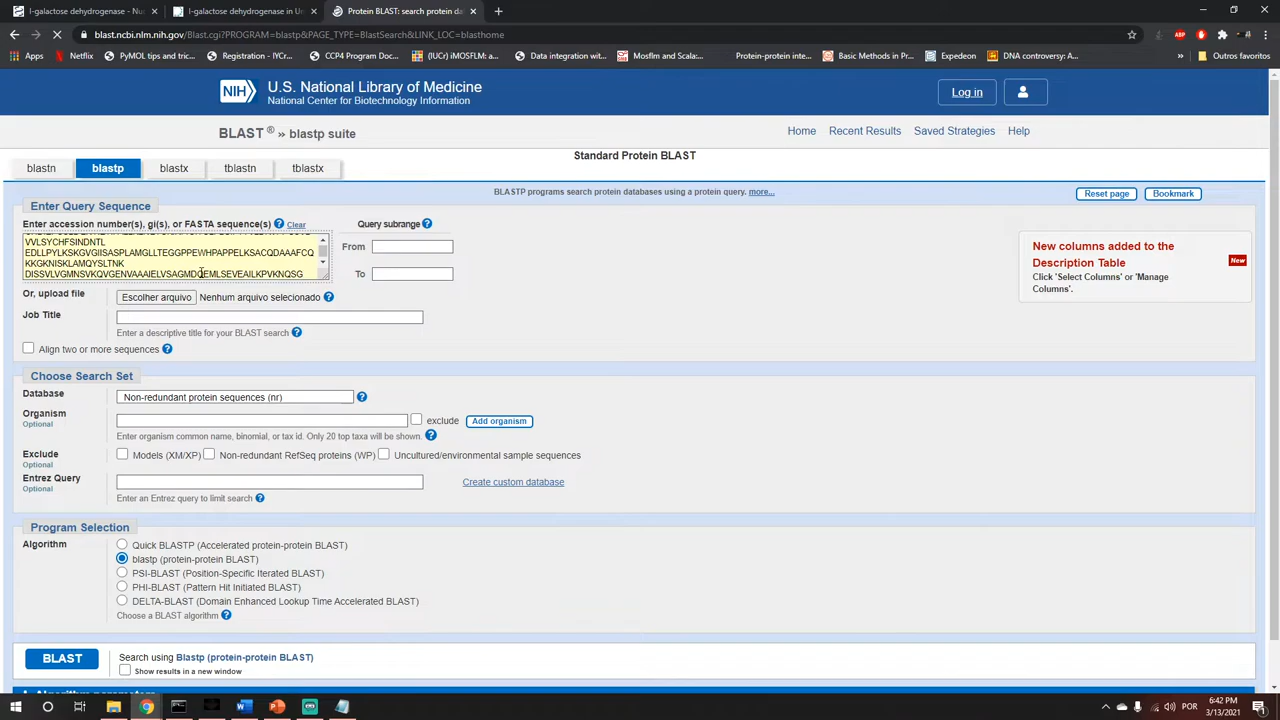 l-galactose dehydrogenase - Nuc
l-galactose dehydrogenase in Un
Protein BLAST: search protein da
blast.ncbi.nlm.nih.gov/Blast.cgi?PROGRAM=blastp&PAGE_TYPE=BlastSearch&LINK_LOC=blasthome
Apps PyMOL tips and tric... Registration - IYCr... (IUCr) eMOSFLM an... Data integration wit... Mosflm and Scala | ... Protein-protein inte... Basic Methods in Pr... Expedeon DNA controversy: A... » Outros favoritos
NIH U.S. National Library of Medicine
National Center for Biotechnology Information
Log in
BLAST ® » blastp suite
Home Recent Results Saved Strategies Help
Standard Protein BLAST
blastn blastp blastx tblastn tblastx
BLASTP programs search protein databases using a protein query. more...
Reset page Bookmark
Enter Query Sequence
Enter accession number(s), gi(s), or FASTA sequence(s) ? Clear
Query subrange ?
VVLSYCHFSINDNTL
EDLLPYLKSKGVGIISASPLAMGLLTEGGPPEWHPAPPELKSACQDAAAFCQ
KKGKNISKLAMQYSLTNK
From
To
Or, upload file Escolher arquivo Nenhum arquivo selecionado ?
Job Title
Enter a descriptive title for your BLAST search ?
Align two or more sequences ?
New columns added to the
Description Table
New
Click 'Select Columns' or 'Manage
Columns'.
Choose Search Set
Database Non-redundant protein sequences (nr) ?
Organism
Optional
exclude Add organism
Enter organism common name, binomial, or tax id. Only 20 top taxa will be shown. ?
Exclude
Optional
Models (XM/XP) Non-redundant RefSeq proteins (WP) Uncultured/environmental sample sequences
Entrez Query
Optional
Create custom database
Enter an Entrez query to limit search ?
Program Selection
Algorithm
Quick BLASTP (Accelerated protein-protein BLAST)
blastp (protein-protein BLAST)
PSI-BLAST (Position-Specific Iterated BLAST)
PHI-BLAST (Pattern Hit Initiated BLAST)
DELTA-BLAST (Domain Enhanced Lookup Time Accelerated BLAST)
Choose a BLAST algorithm ?
BLAST Search using Blastp (protein-protein BLAST)
Show results in a new window
POR
6:42 PM
3/13/2021